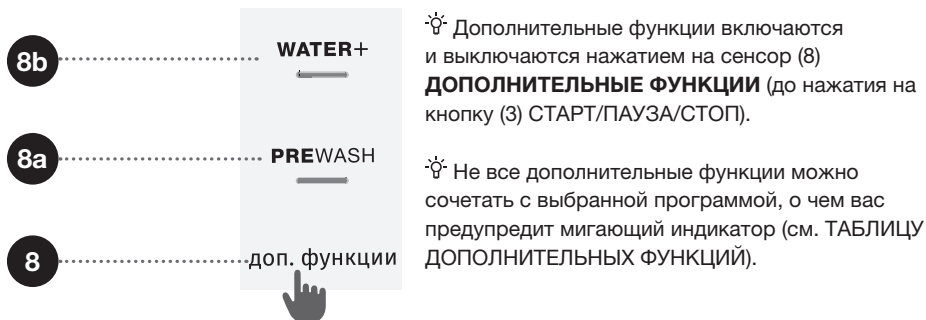 8b
WATER+
8a
PREWASH
8
доп. функции
Дополнительные функции включаются
и выключаются нажатием на сенсор (8)
ДОПОЛНИТЕЛЬНЫЕ ФУНКЦИИ (до нажатия на
кнопку (3) СТАРТ/ПАУЗА/СТОП).
Не все дополнительные функции можно
сочетать с выбранной программой, о чем вас
предупредит мигающий индикатор (см. ТАБЛИЦУ
ДОПОЛНИТЕЛЬНЫХ ФУНКЦИЙ).